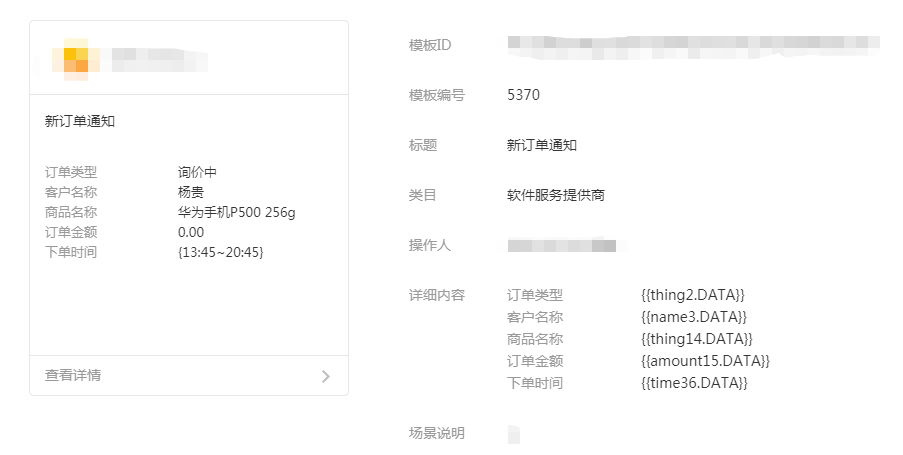 新订单通知
订单类型 询价中
客户名称 杨贵
商品名称 华为手机P500 256g
订单金额 0.00
下单时间 {13:45~20:45}
查看详情
模板ID
模板编号 5370
标题 新订单通知
类目 软件服务提供商
操作人
详细内容 订单类型 {{thing2.DATA}}
客户名称 {{name3.DATA}}
商品名称 {{thing14.DATA}}
订单金额 {{amount15.DATA}}
下单时间 {{time36.DATA}}
场景说明